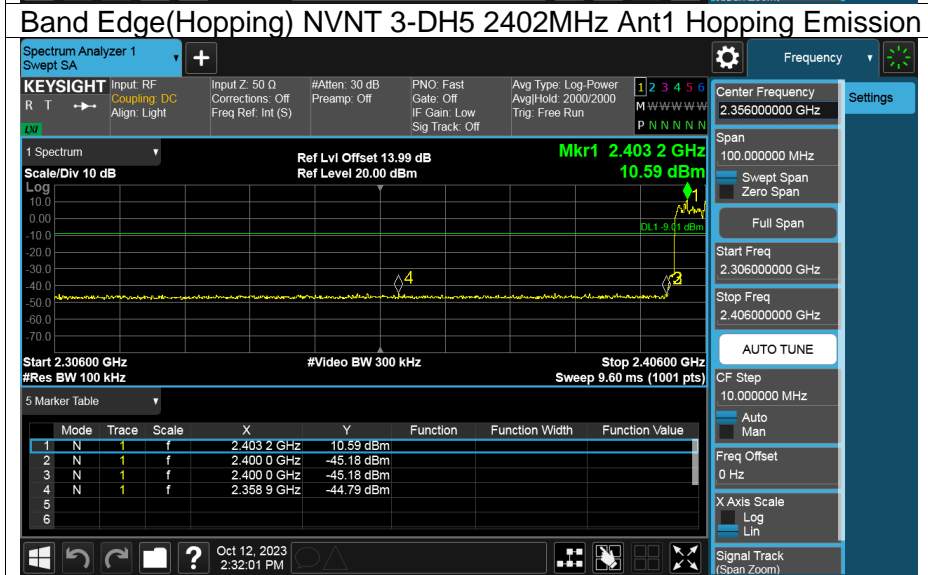 Band Edge(Hopping) NVNT 3-DH5 2402MHz Ant1 Hopping Emission
Spectrum Analyzer 1
Swept SA
+
Frequency
KEYSIGHT
R T
LXI
Input: RF
Coupling: DC
Align: Light
Input Z: 50 Ω
Corrections: Off
Freq Ref: Int (S)
#Atten: 30 dB
Preamp: Off
PNO: Fast
Gate: Off
IF Gain: Low
Sig Track: Off
Avg Type: Log-Power
Avg|Hold: 2000/2000
Trig: Free Run
1 2 3 4 5 6
M W W W W W
P N N N N N
Center Frequency
2.356000000 GHz
Settings
1 Spectrum
Ref Lvl Offset 13.99 dB
Mkr1 2.403 2 GHz
Scale/Div 10 dB
Ref Level 20.00 dBm
10.59 dBm
Log
10.0
0.00
-10.0
-20.0
-30.0
-40.0
-50.0
-60.0
-70.0
1
DL1 -9.01 dBm
4
3
Start 2.30600 GHz
#Video BW 300 kHz
Stop 2.40600 GHz
#Res BW 100 kHz
Sweep 9.60 ms (1001 pts)
Span
100.000000 MHz
Swept Span
Zero Span
Full Span
Start Freq
2.306000000 GHz
Stop Freq
2.406000000 GHz
AUTO TUNE
CF Step
10.000000 MHz
Auto
Man
Freq Offset
0 Hz
X Axis Scale
Log
Lin
Signal Track
(Span Zoom)
5 Marker Table
Mode Trace Scale X Y Function Function Width Function Value
1 N 1 f 2.403 2 GHz 10.59 dBm
2 N 1 f 2.400 0 GHz -45.18 dBm
3 N 1 f 2.400 0 GHz -45.18 dBm
4 N 1 f 2.358 9 GHz -44.79 dBm
5
6
?
Oct 12, 2023
2:32:01 PM